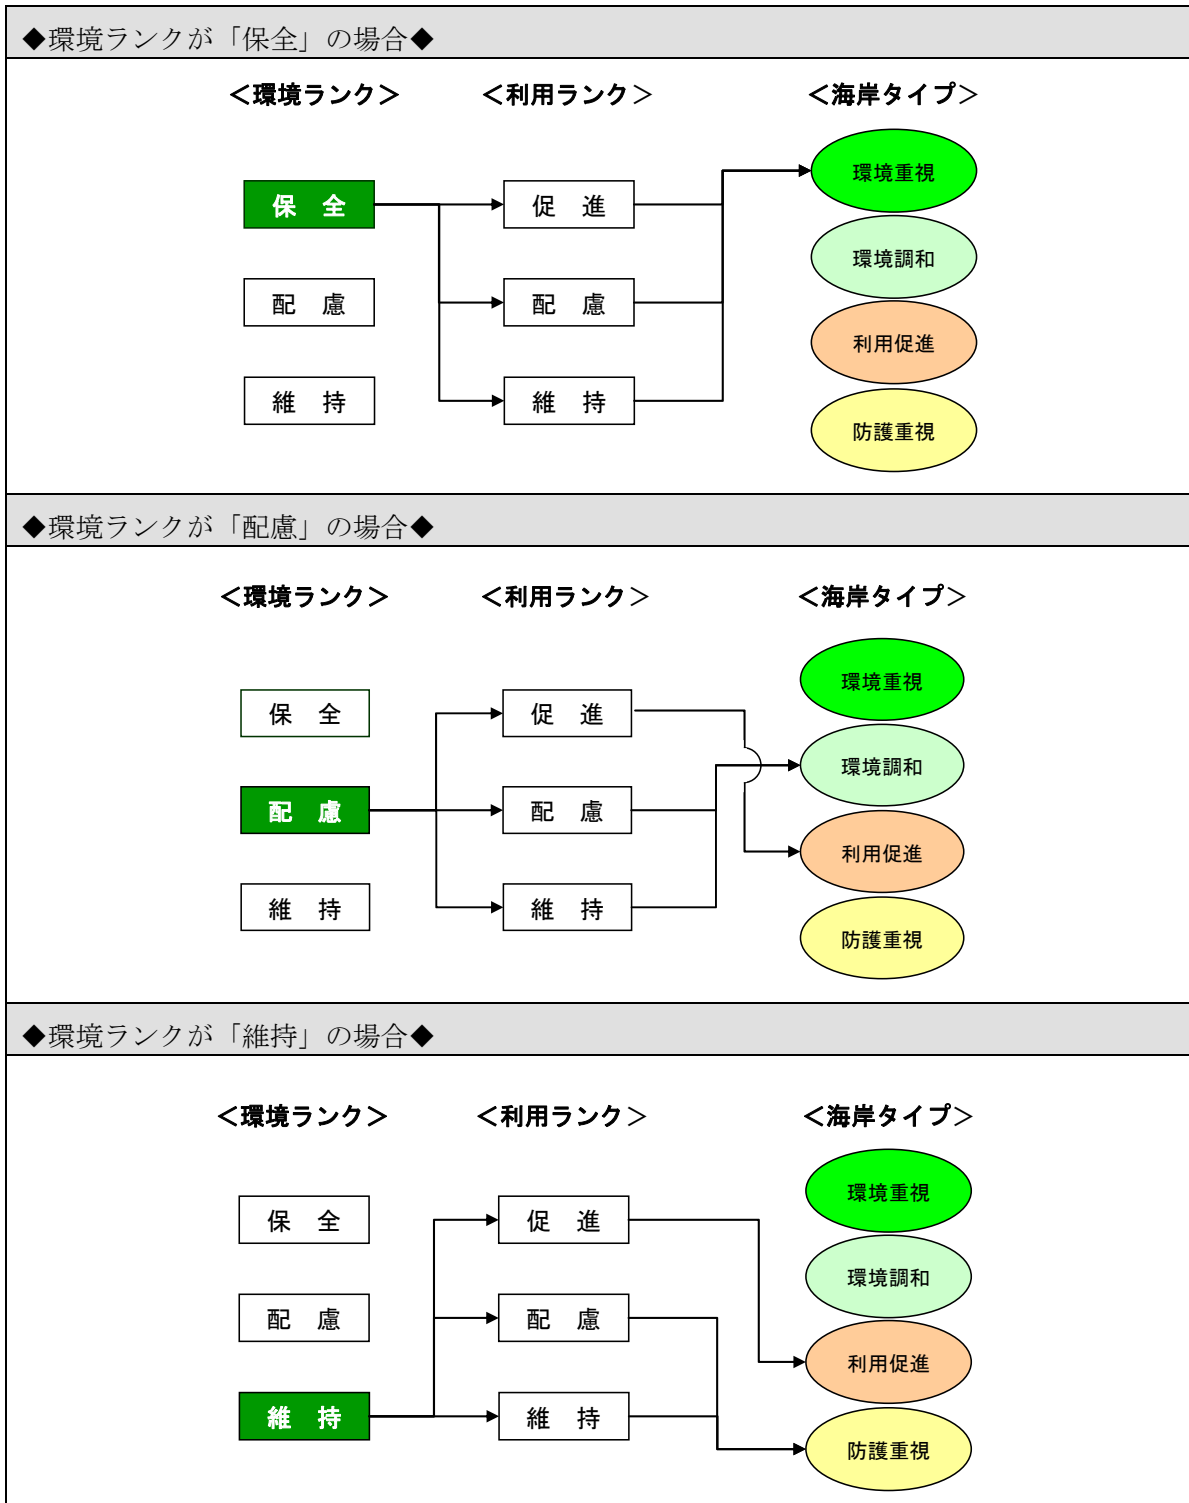 ◆環境ランクが「保全」の場合◆
＜環境ランク＞ ＜利用ランク＞ ＜海岸タイプ＞
環境重視
保 全 促 進
環境調和
配 慮 配 慮
利用促進
維 持 維 持
防護重視
◆環境ランクが「配慮」の場合◆
＜環境ランク＞ ＜利用ランク＞ ＜海岸タイプ＞
環境重視
保 全 促 進
環境調和
配 慮 配 慮
利用促進
維 持 維 持
防護重視
◆環境ランクが「維持」の場合◆
＜環境ランク＞ ＜利用ランク＞ ＜海岸タイプ＞
環境重視
保 全 促 進
環境調和
配 慮 配 慮
利用促進
維 持 維 持
防護重視